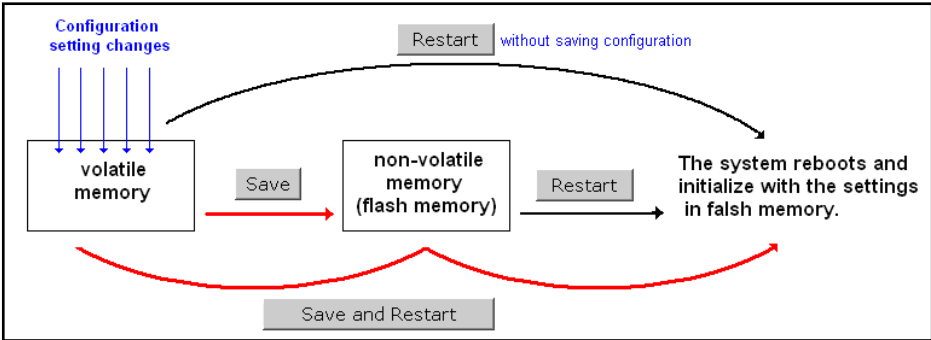 Configuration
setting changes
Restart
without saving configuration
volatile
memory
Save
non-volatile
memory
(flash memory)
Restart
The system reboots and
initialize with the settings
in falsh memory.
Save and Restart